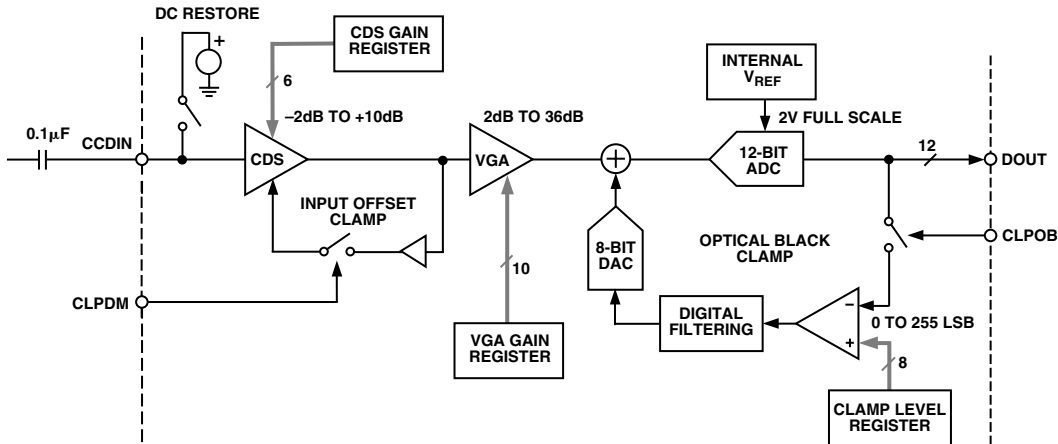 DC RESTORE
+
CDS GAIN
REGISTER
6
INTERNAL
VREF
–2dB TO +10dB
2dB TO 36dB
2V FULL SCALE
0.1µF
CCDIN
CDS
VGA
+
12-BIT
ADC
12
DOUT
INPUT OFFSET
CLAMP
8-BIT
DAC
OPTICAL BLACK
CLAMP
CLPOB
10
CLPDM
DIGITAL
FILTERING
–
+
0 TO 255 LSB
VGA GAIN
REGISTER
8
CLAMP LEVEL
REGISTER